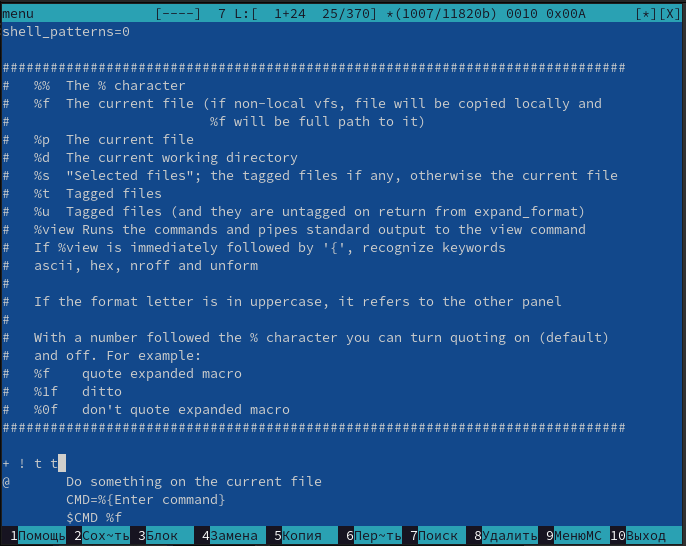 menu [----] 7 L:[ 1+24 25/370] *(1007/11820b) 0010 0x00A [*][X]
shell_patterns=0
##############################################################################
# %% The % character
# %f The current file (if non-local vfs, file will be copied locally and
# %f will be full path to it)
# %p The current file
# %d The current working directory
# %s "Selected files"; the tagged files if any, otherwise the current file
# %t Tagged files
# %u Tagged files (and they are untagged on return from expand_format)
# %view Runs the commands and pipes standard output to the view command
# If %view is immediately followed by '{', recognize keywords
# ascii, hex, nroff and unform
#
# If the format letter is in uppercase, it refers to the other panel
#
# With a number followed the % character you can turn quoting on (default)
# and off. For example:
# %f quote expanded macro
# %1f ditto
# %0f don't quote expanded macro
##############################################################################
+ ! t t
@ Do something on the current file
CMD=%{Enter command}
$CMD %f
1Помощь 2Сох~ть 3Блок 4Замена 5Копия 6Пер~ть 7Поиск 8Удалить 9МенюMC 10Выход